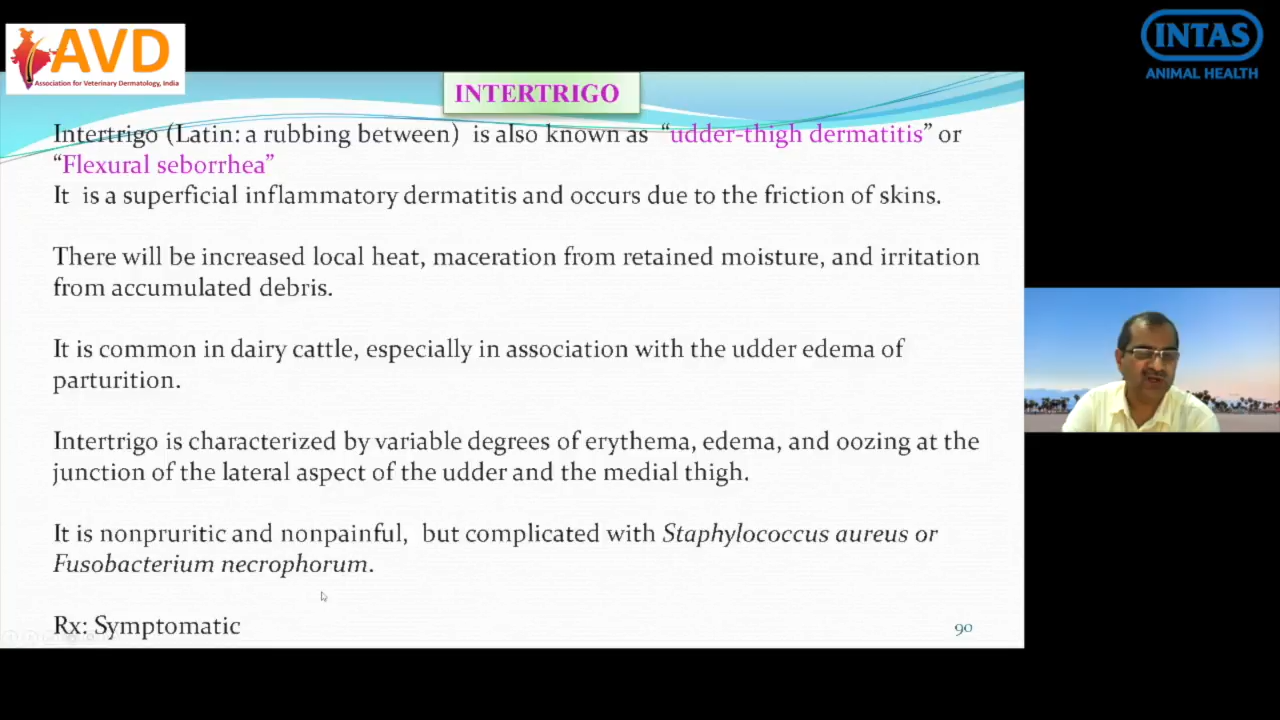 AVD
Association for Veterinary Dermatology, India
INTAS
ANIMAL HEALTH
INTERTRIGO
Intertrigo (Latin: a rubbing between) is also known as “udder-thigh dermatitis” or
“Flexural seborrhea”
It is a superficial inflammatory dermatitis and occurs due to the friction of skins.
There will be increased local heat, maceration from retained moisture, and irritation
from accumulated debris.
It is common in dairy cattle, especially in association with the udder edema of
parturition.
Intertrigo is characterized by variable degrees of erythema, edema, and oozing at the
junction of the lateral aspect of the udder and the medial thigh.
It is nonpruritic and nonpainful, but complicated with Staphylococcus aureus or
Fusobacterium necrophorum.
Rx: Symptomatic
90